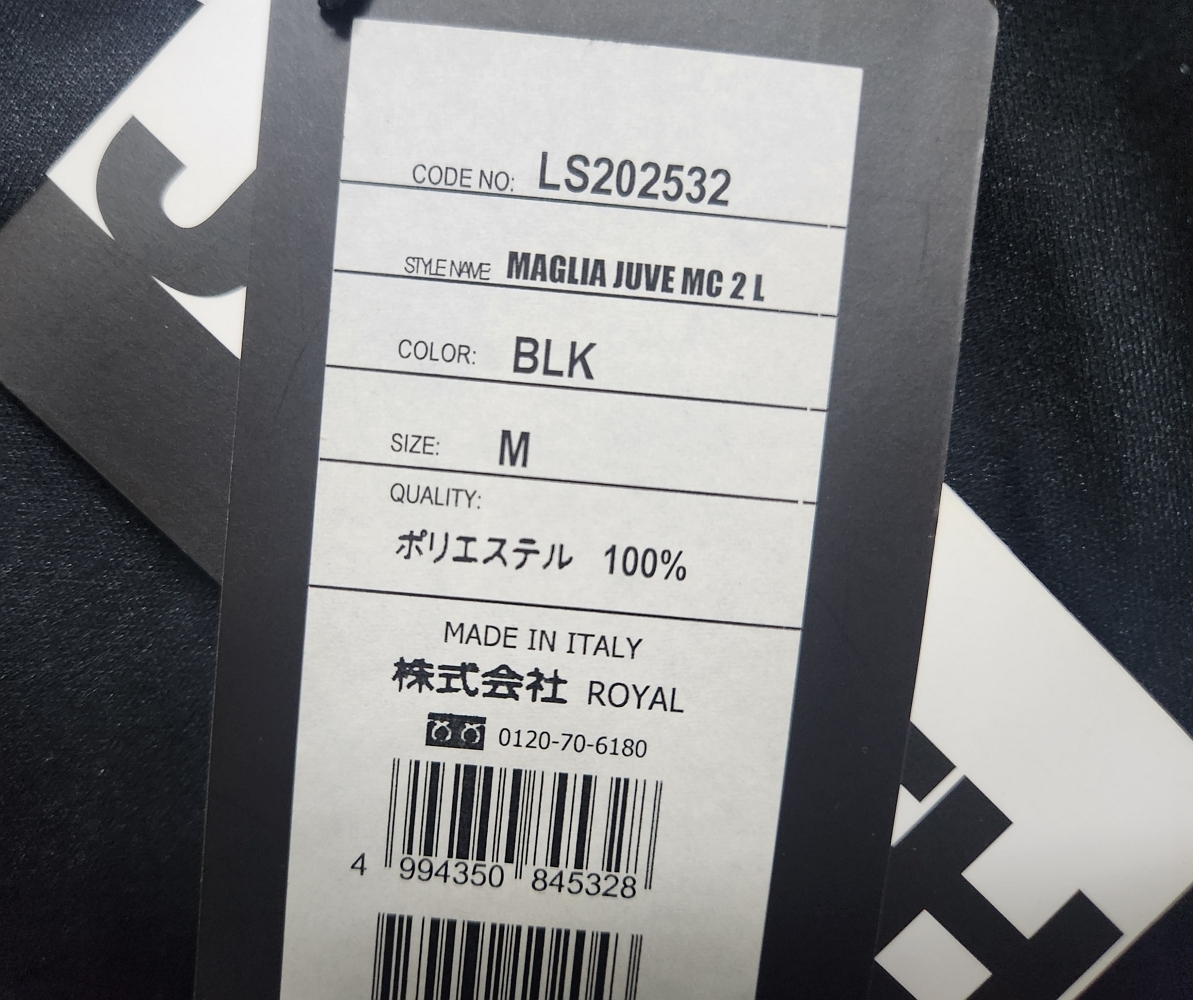 CODE NO: LS202532
STYLE NAME MAGLIA JUVE MC 2 L
COLOR: BLK
SIZE: M
QUALITY:
ポリエステル 100%
MADE IN ITALY
株式会社 ROYAL
0120-70-6180
4 994350 845328